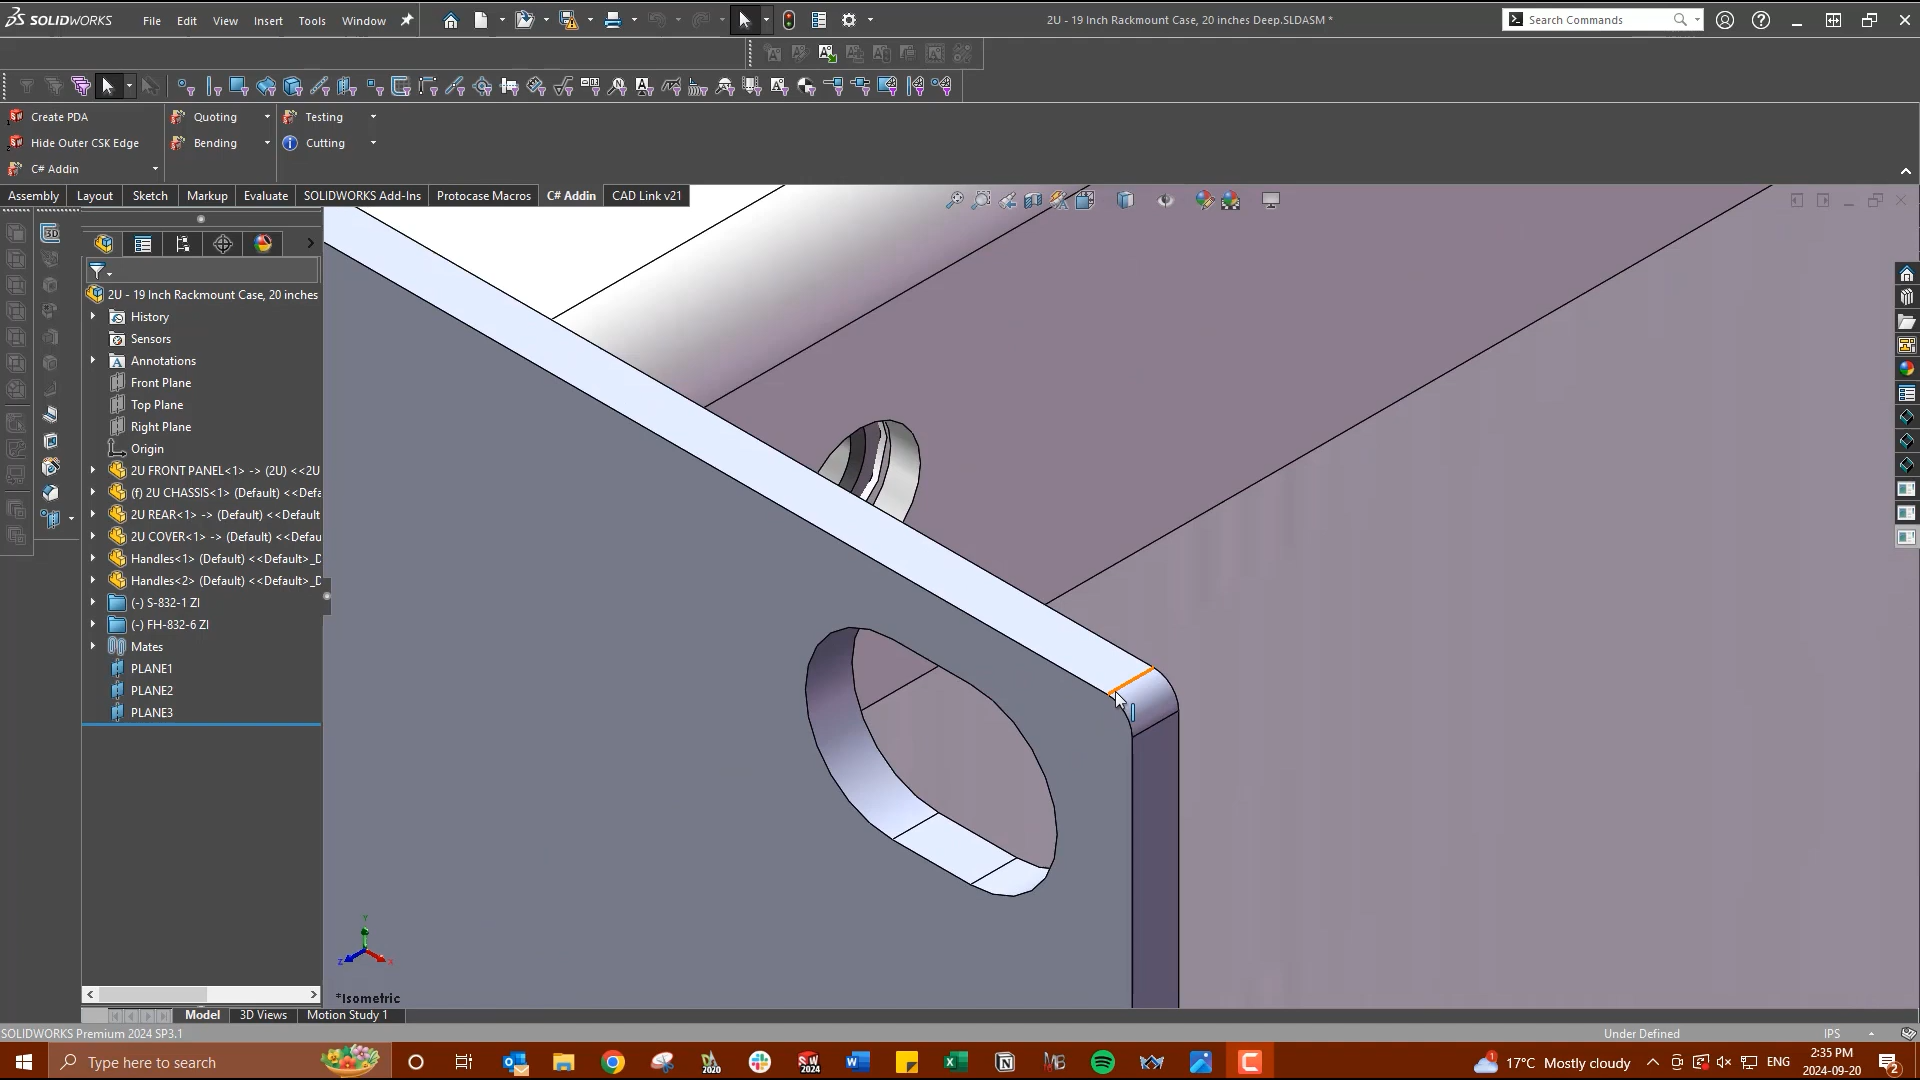 SOLIDWORKS
File Edit View Insert Tools Window
2U - 19 Inch Rackmount Case, 20 inches Deep.SLDASM *
Search Commands
Create PDA
Quoting
Testing
Hide Outer CSK Edge
Bending
Cutting
C# Addin
Assembly Layout Sketch Markup Evaluate SOLIDWORKS Add-Ins Protocase Macros C# Addin CAD Link v21
2U - 19 Inch Rackmount Case, 20 inches
History
Sensors
Annotations
Front Plane
Top Plane
Right Plane
Origin
2U FRONT PANEL<1> -> (2U) <<2U
(f) 2U CHASSIS<1> (Default) <<Defa
2U REAR<1> -> (Default) <<Default
2U COVER<1> -> (Default) <<Defau
Handles<1> (Default) <<Default>_D
Handles<2> (Default) <<Default>_D
(-) S-832-1 ZI
(-) FH-832-6 ZI
Mates
PLANE1
PLANE2
PLANE3
Y
Z
X
*Isometric
Model 3D Views Motion Study 1
SOLIDWORKS Premium 2024 SP3.1
Under Defined
IPS
Type here to search
17°C Mostly cloudy
ENG
2:35 PM
2024-09-20